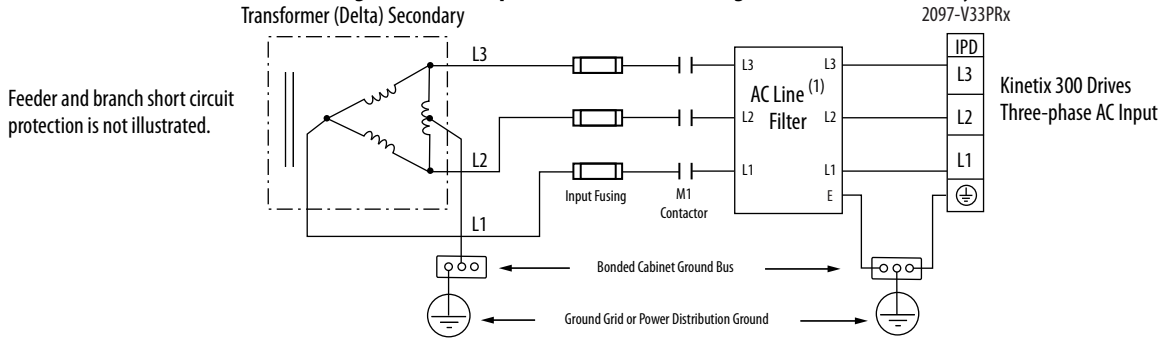 Transformer (Delta) Secondary
2097-V33PRx
Feeder and branch short circuit
protection is not illustrated.
L3
L2
L1
Input Fusing
M1
Contactor
L3
L2
L1
AC Line (1)
Filter
L3
L2
L1
E
IPD
L3
L2
L1
Kinetix 300 Drives
Three-phase AC Input
Bonded Cabinet Ground Bus
Ground Grid or Power Distribution Ground